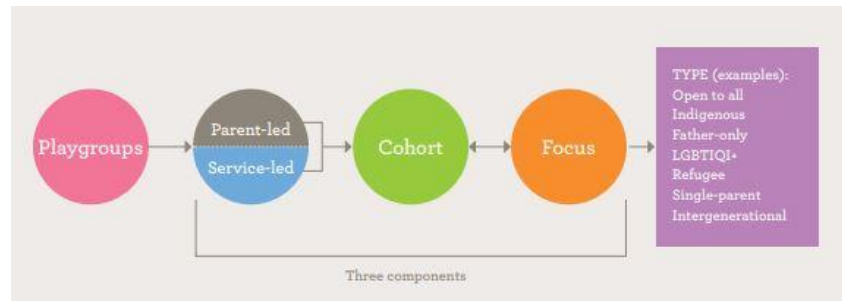 Playgroups
Parent-led
Service-led
Cohort
Focus
TYPE (examples):
Open to all
Indigenous
Father-only
LGBTIQI+
Refugee
Single-parent
Intergenerational
Three components